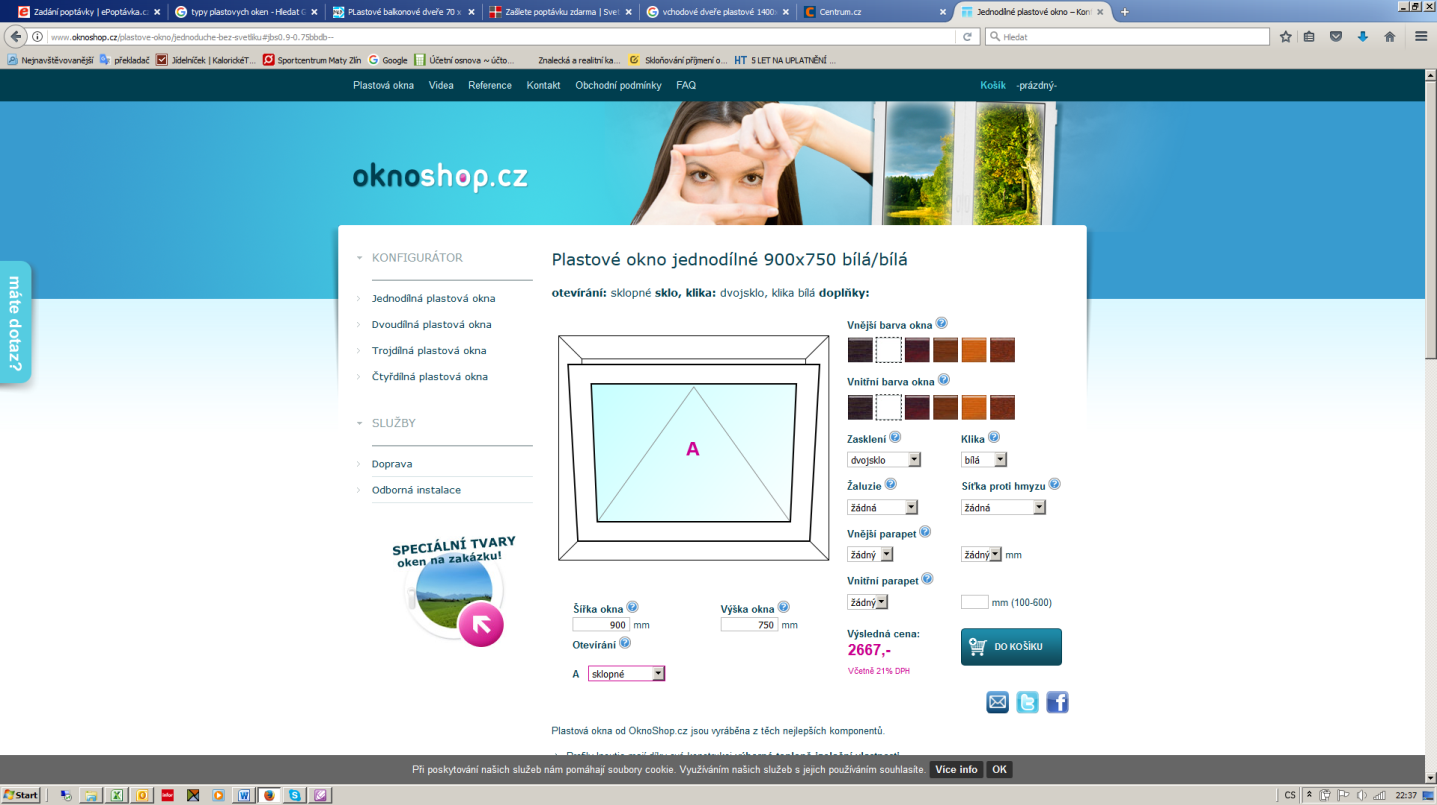 Zadání poptávky | ePoptávka.c
typy plastovych oken - Hledat G
PLastové balkonové dveře 70 x
Zašlete poptávku zdarma | Svet
vchodové dveře plastové 1400x
Centrum.cz
Jednodílné plastové okno – Kon
www.oknoshop.cz/plastove-okno/jednoduche-bez-svetliku#jbs0.9-0.75bbdb--
Hledat
Nejnavštěvovanější
překladač
Jídelníček | KalorickéT...
Sportcentrum Maty Zlín
Google
Účetní osnova ~ účto...
Znalecká a realitní ka...
Skloňování příjmení o...
HT 5 LET NA UPLATNĚNÍ ...
Plastová okna Videa Reference Kontakt Obchodní podmínky FAQ
Košík -prázdný-
oknoshop.cz
máte dotaz?
KONFIGURÁTOR
Jednodílná plastová okna
Dvoudílná plastová okna
Trojdílná plastová okna
Čtyřdílná plastová okna
SLUŽBY
Doprava
Odborná instalace
SPECIÁLNÍ TVARY
oken na zakázku!
Plastové okno jednodílné 900x750 bílá/bílá
otevírání: sklopné sklo, klika: dvojsklo, klika bílá doplňky:
A
Šířka okna ?
900 mm
Výška okna ?
750 mm
Otevírání ?
A sklopné
Vnější barva okna ?
Vnitřní barva okna ?
Zasklení ?
dvojsklo
Klika ?
bílá
Žaluzie ?
žádná
Síťka proti hmyzu ?
žádná
Vnější parapet ?
žádný
žádný mm
Vnitřní parapet ?
žádný
mm (100-600)
Výsledná cena:
2667,-
Včetně 21% DPH
DO KOŠÍKU
Plastová okna od OknoShop.cz jsou vyráběna z těch nejlepších komponentů.
Při poskytování našich služeb nám pomáhají soubory cookie. Využíváním našich služeb s jejich používáním souhlasíte. Více info OK
Start
CS
22:37